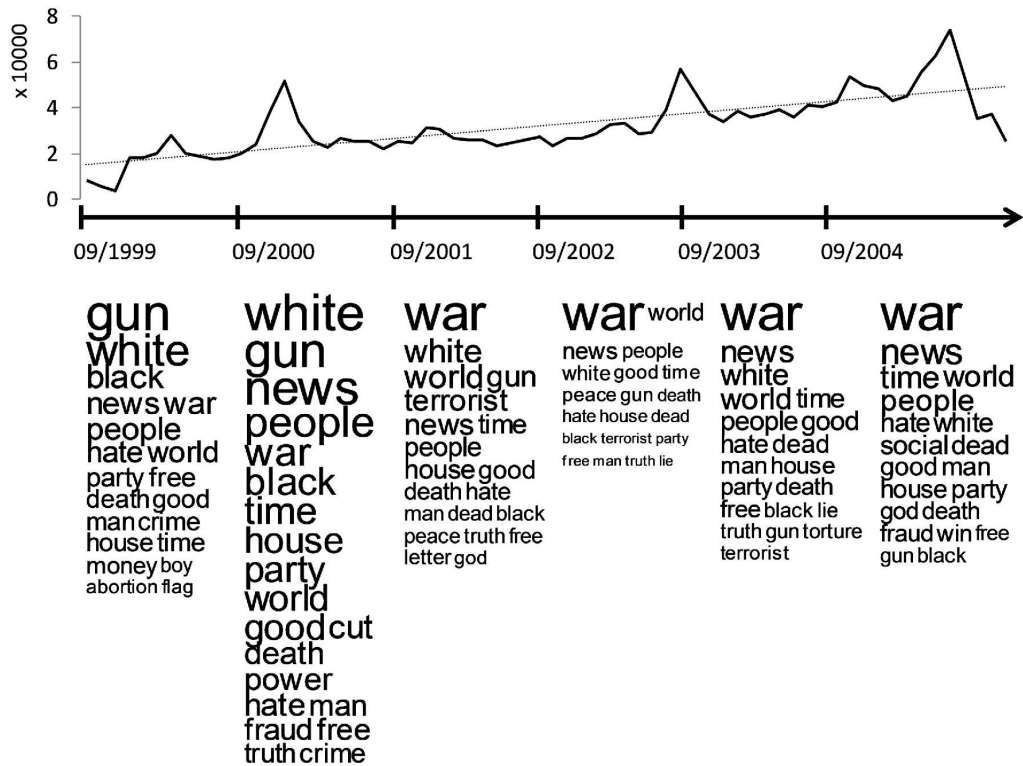 8
x 10000
6
4
2
0
09/1999 09/2000 09/2001 09/2002 09/2003 09/2004
gun
white
black
news war
people
hate world
party free
death good
man crime
house time
money boy
abortion flag
white
gun
news
people
war
black
time
house
party
world
good cut
death
power
hate man
fraud free
truth crime
war
white
world gun
terrorist
news time
people
house good
death hate
man dead black
peace truth free
letter god
war world
news people
white good time
peace gun death
hate house dead
black terrorist party
free man truth lie
war
news
white
world time
people good
hate dead
man house
party death
free black lie
truth gun torture
terrorist
war
news
time world
people
hate white
social dead
good man
house party
god death
fraud win free
gun black